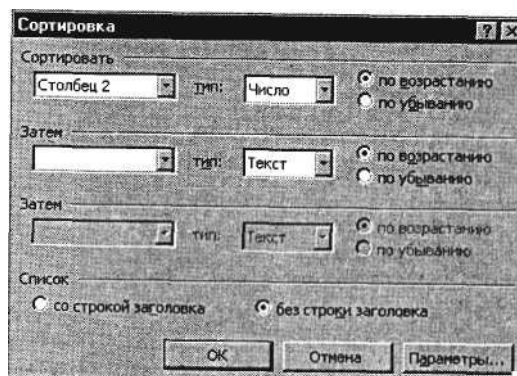 Сортировка
Сортировать
Столбец 2 тип: Число по возрастанию
по убыванию
Затем
тип: Текст по возрастанию
по убыванию
Затем
тип: Текст по возрастанию
по убыванию
Список
со строкой заголовка без строки заголовка
ОК Отмена Параметры...